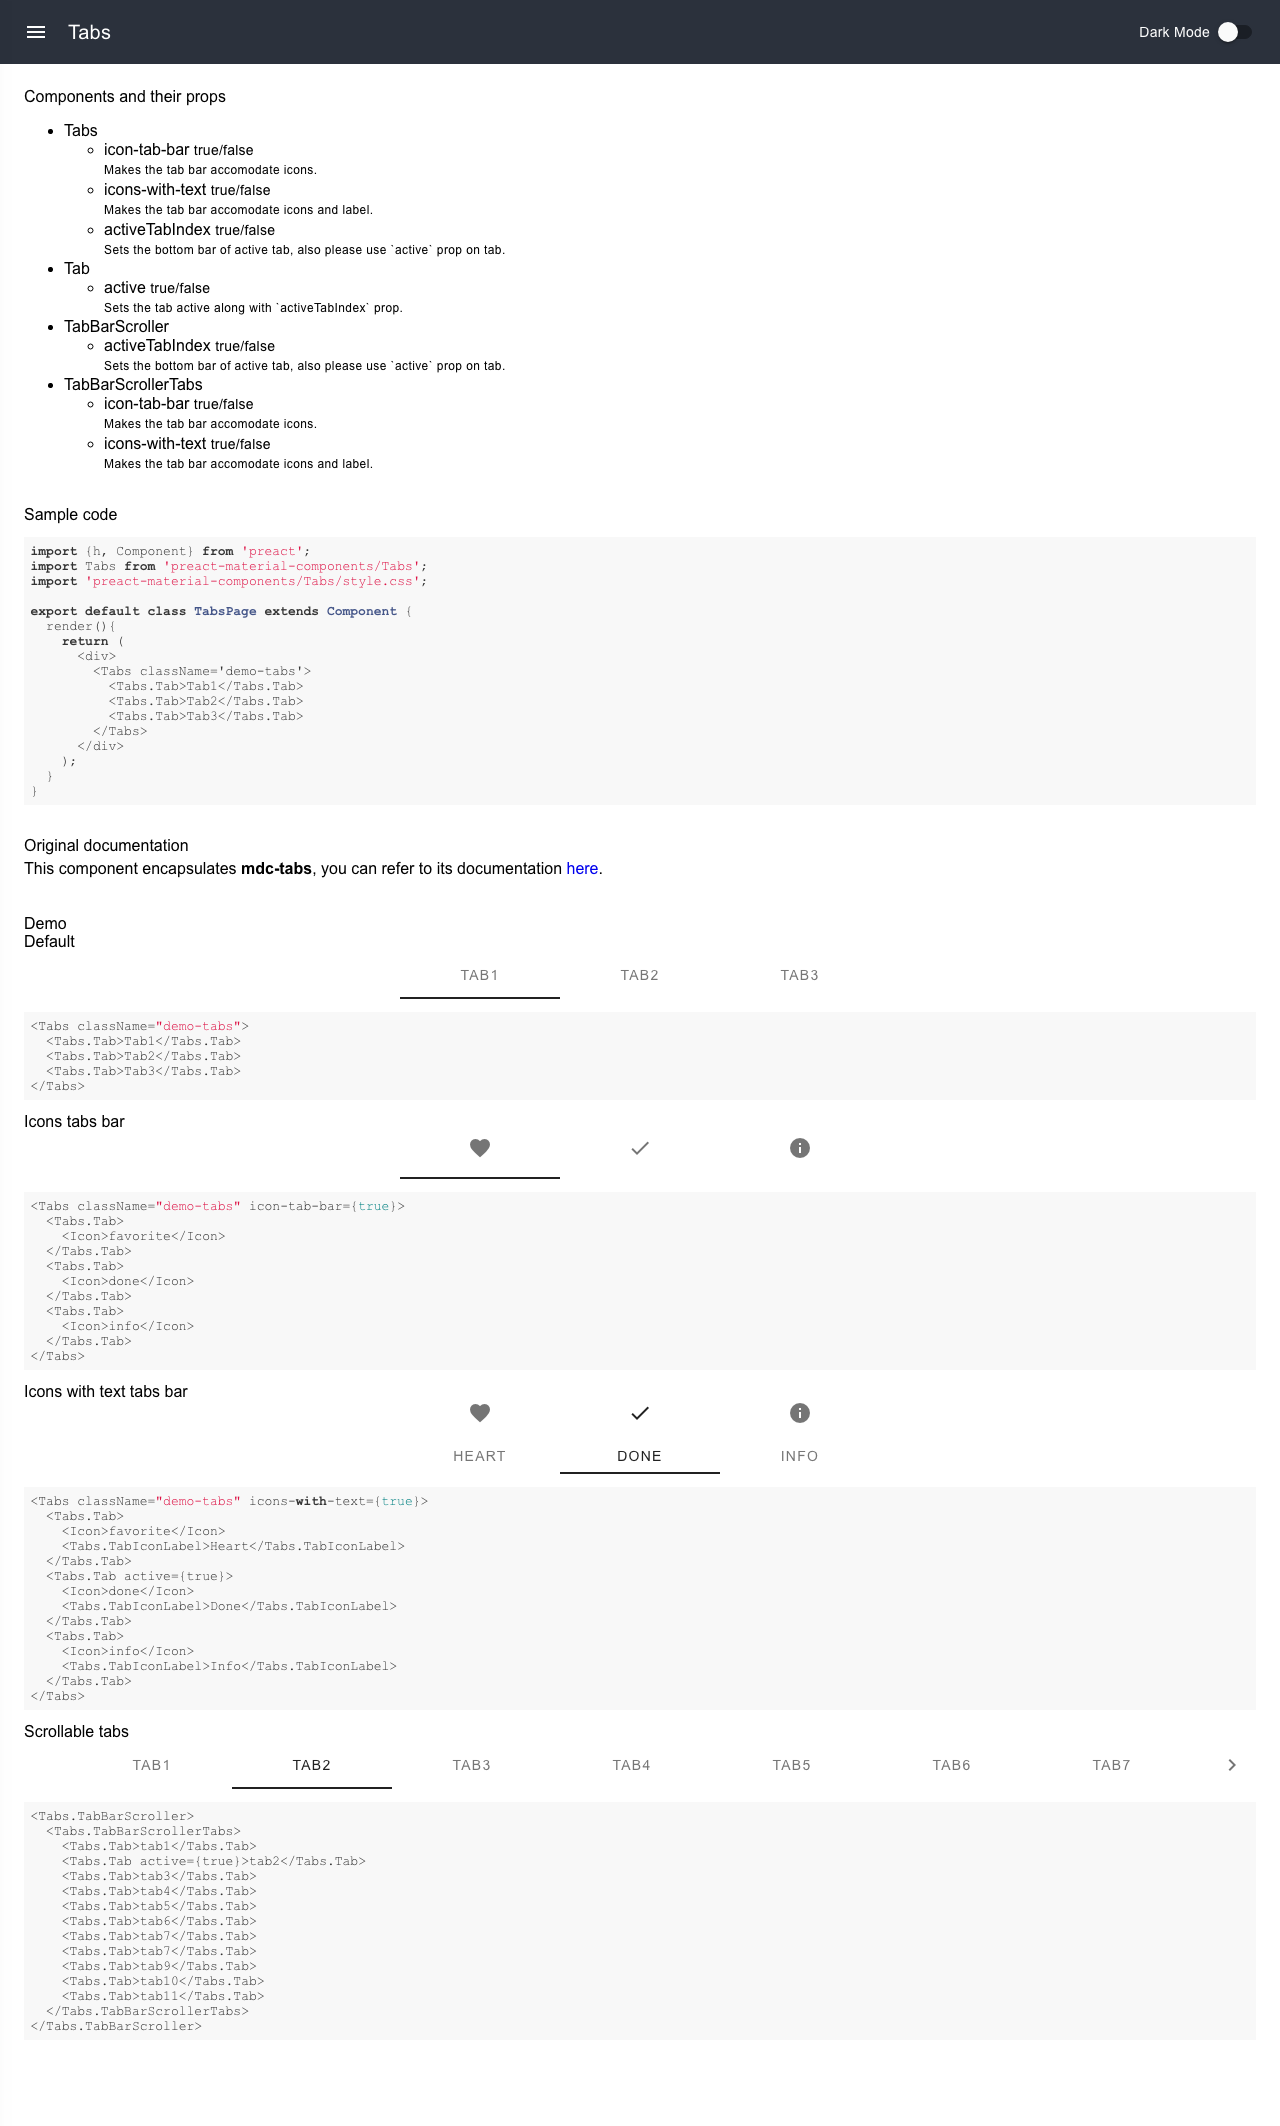 Tabs
Dark Mode
Components and their props
Tabs
icon-tab-bar true/false
Makes the tab bar accomodate icons.
icons-with-text true/false
Makes the tab bar accomodate icons and label.
activeTabIndex true/false
Sets the bottom bar of active tab, also please use `active` prop on tab.
Tab
active true/false
Sets the tab active along with `activeTabIndex` prop.
TabBarScroller
activeTabIndex true/false
Sets the bottom bar of active tab, also please use `active` prop on tab.
TabBarScrollerTabs
icon-tab-bar true/false
Makes the tab bar accomodate icons.
icons-with-text true/false
Makes the tab bar accomodate icons and label.
Sample code
import {h, Component} from 'preact';
import Tabs from 'preact-material-components/Tabs';
import 'preact-material-components/Tabs/style.css';
export default class TabsPage extends Component {
  render(){
    return (
      <div>
        <Tabs className='demo-tabs'>
          <Tabs.Tab>Tab1</Tabs.Tab>
          <Tabs.Tab>Tab2</Tabs.Tab>
          <Tabs.Tab>Tab3</Tabs.Tab>
        </Tabs>
      </div>
    );
  }
}
Original documentation
This component encapsulates mdc-tabs, you can refer to its documentation here.
Demo
Default
TAB1 TAB2 TAB3
<Tabs className="demo-tabs">
  <Tabs.Tab>Tab1</Tabs.Tab>
  <Tabs.Tab>Tab2</Tabs.Tab>
  <Tabs.Tab>Tab3</Tabs.Tab>
</Tabs>
Icons tabs bar
<Tabs className="demo-tabs" icon-tab-bar={true}>
  <Tabs.Tab>
    <Icon>favorite</Icon>
  </Tabs.Tab>
  <Tabs.Tab>
    <Icon>done</Icon>
  </Tabs.Tab>
  <Tabs.Tab>
    <Icon>info</Icon>
  </Tabs.Tab>
</Tabs>
Icons with text tabs bar
HEART DONE INFO
<Tabs className="demo-tabs" icons-with-text={true}>
  <Tabs.Tab>
    <Icon>favorite</Icon>
    <Tabs.TabIconLabel>Heart</Tabs.TabIconLabel>
  </Tabs.Tab>
  <Tabs.Tab active={true}>
    <Icon>done</Icon>
    <Tabs.TabIconLabel>Done</Tabs.TabIconLabel>
  </Tabs.Tab>
  <Tabs.Tab>
    <Icon>info</Icon>
    <Tabs.TabIconLabel>Info</Tabs.TabIconLabel>
  </Tabs.Tab>
</Tabs>
Scrollable tabs
TAB1 TAB2 TAB3 TAB4 TAB5 TAB6 TAB7
<Tabs.TabBarScroller>
  <Tabs.TabBarScrollerTabs>
    <Tabs.Tab>tab1</Tabs.Tab>
    <Tabs.Tab active={true}>tab2</Tabs.Tab>
    <Tabs.Tab>tab3</Tabs.Tab>
    <Tabs.Tab>tab4</Tabs.Tab>
    <Tabs.Tab>tab5</Tabs.Tab>
    <Tabs.Tab>tab6</Tabs.Tab>
    <Tabs.Tab>tab7</Tabs.Tab>
    <Tabs.Tab>tab7</Tabs.Tab>
    <Tabs.Tab>tab9</Tabs.Tab>
    <Tabs.Tab>tab10</Tabs.Tab>
    <Tabs.Tab>tab11</Tabs.Tab>
  </Tabs.TabBarScrollerTabs>
</Tabs.TabBarScroller>